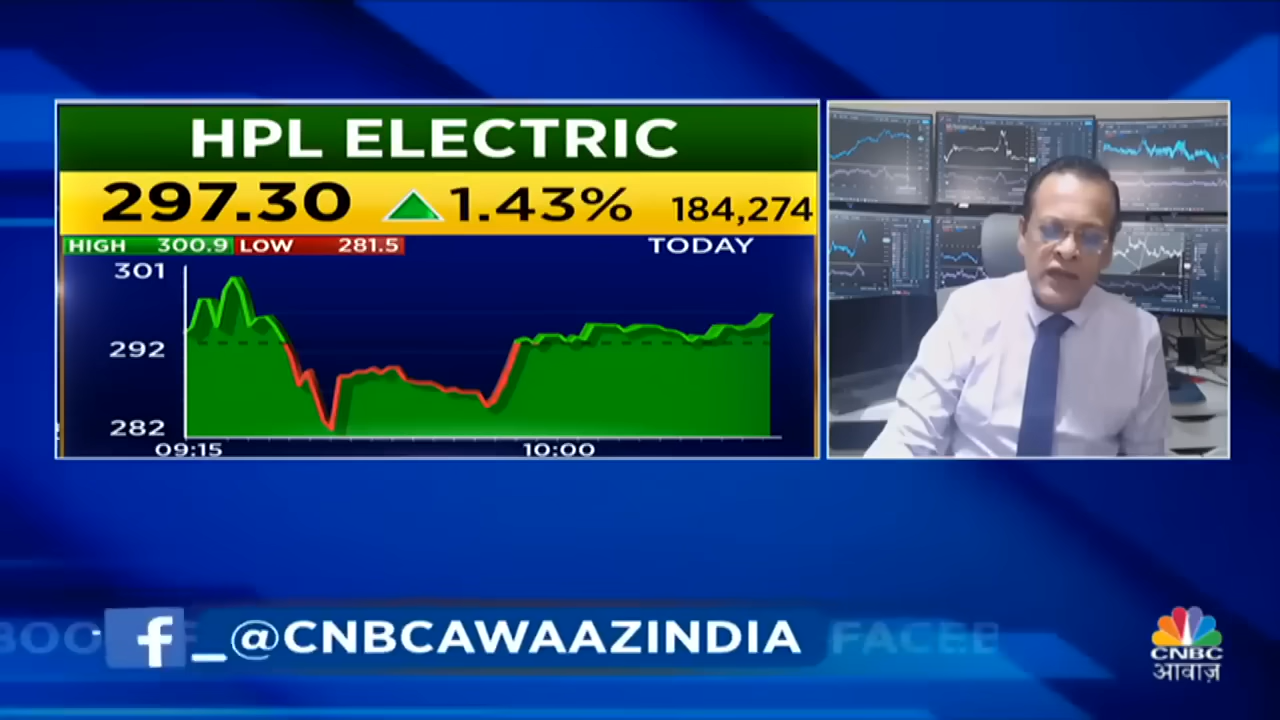 HPL ELECTRIC
297.30 ▲ 1.43% 184,274
HIGH 300.9 LOW 281.5 TODAY
301
292
282
09:15 10:00
f_@CNBCAWAAZINDIA
CNBC
आवाज़